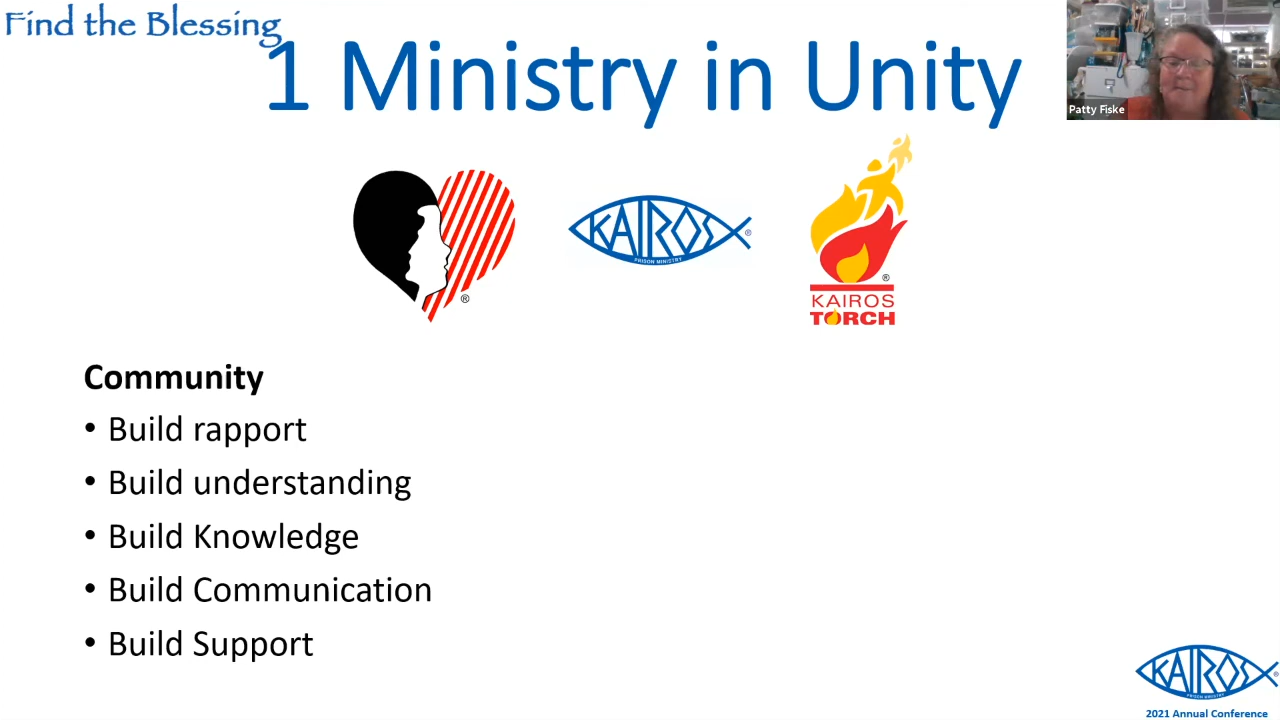 Find the Blessing
1 Ministry in Unity
Patty Fiske
®
KAIROS
PRISON MINISTRY
®
®
KAIROS
TORCH
Community
• Build rapport
• Build understanding
• Build Knowledge
• Build Communication
• Build Support
KAIROS
PRISON MINISTRY
®
2021 Annual Conference